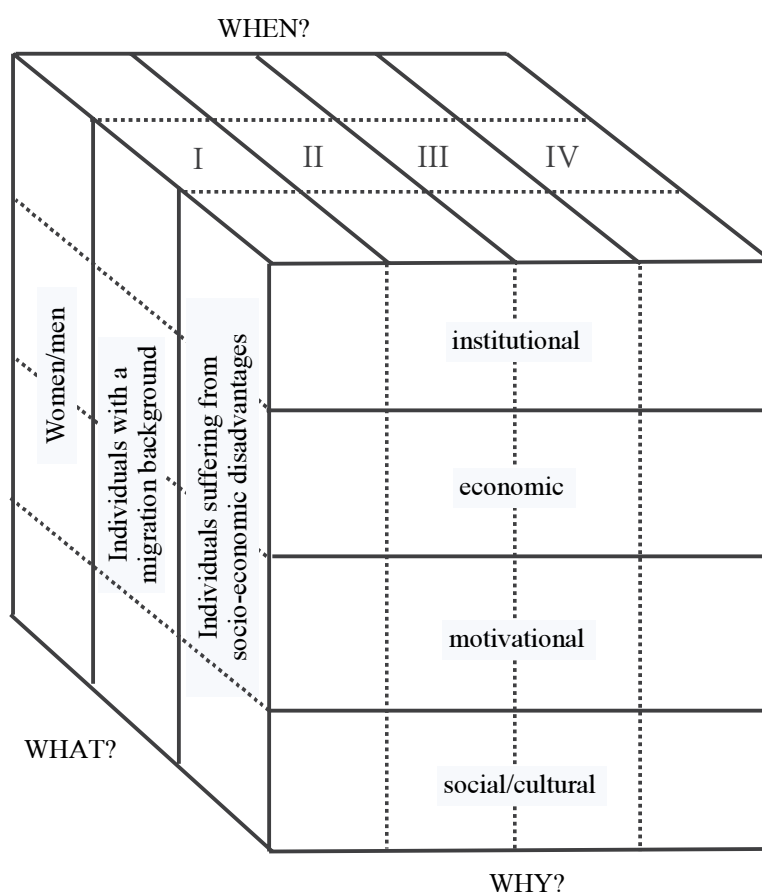 WHEN?
I
II
III
IV
Women/men
Individuals with a
migration background
Individuals suffering from
socio-economic disadvantages
institutional
economic
motivational
social/cultural
WHAT?
WHY?